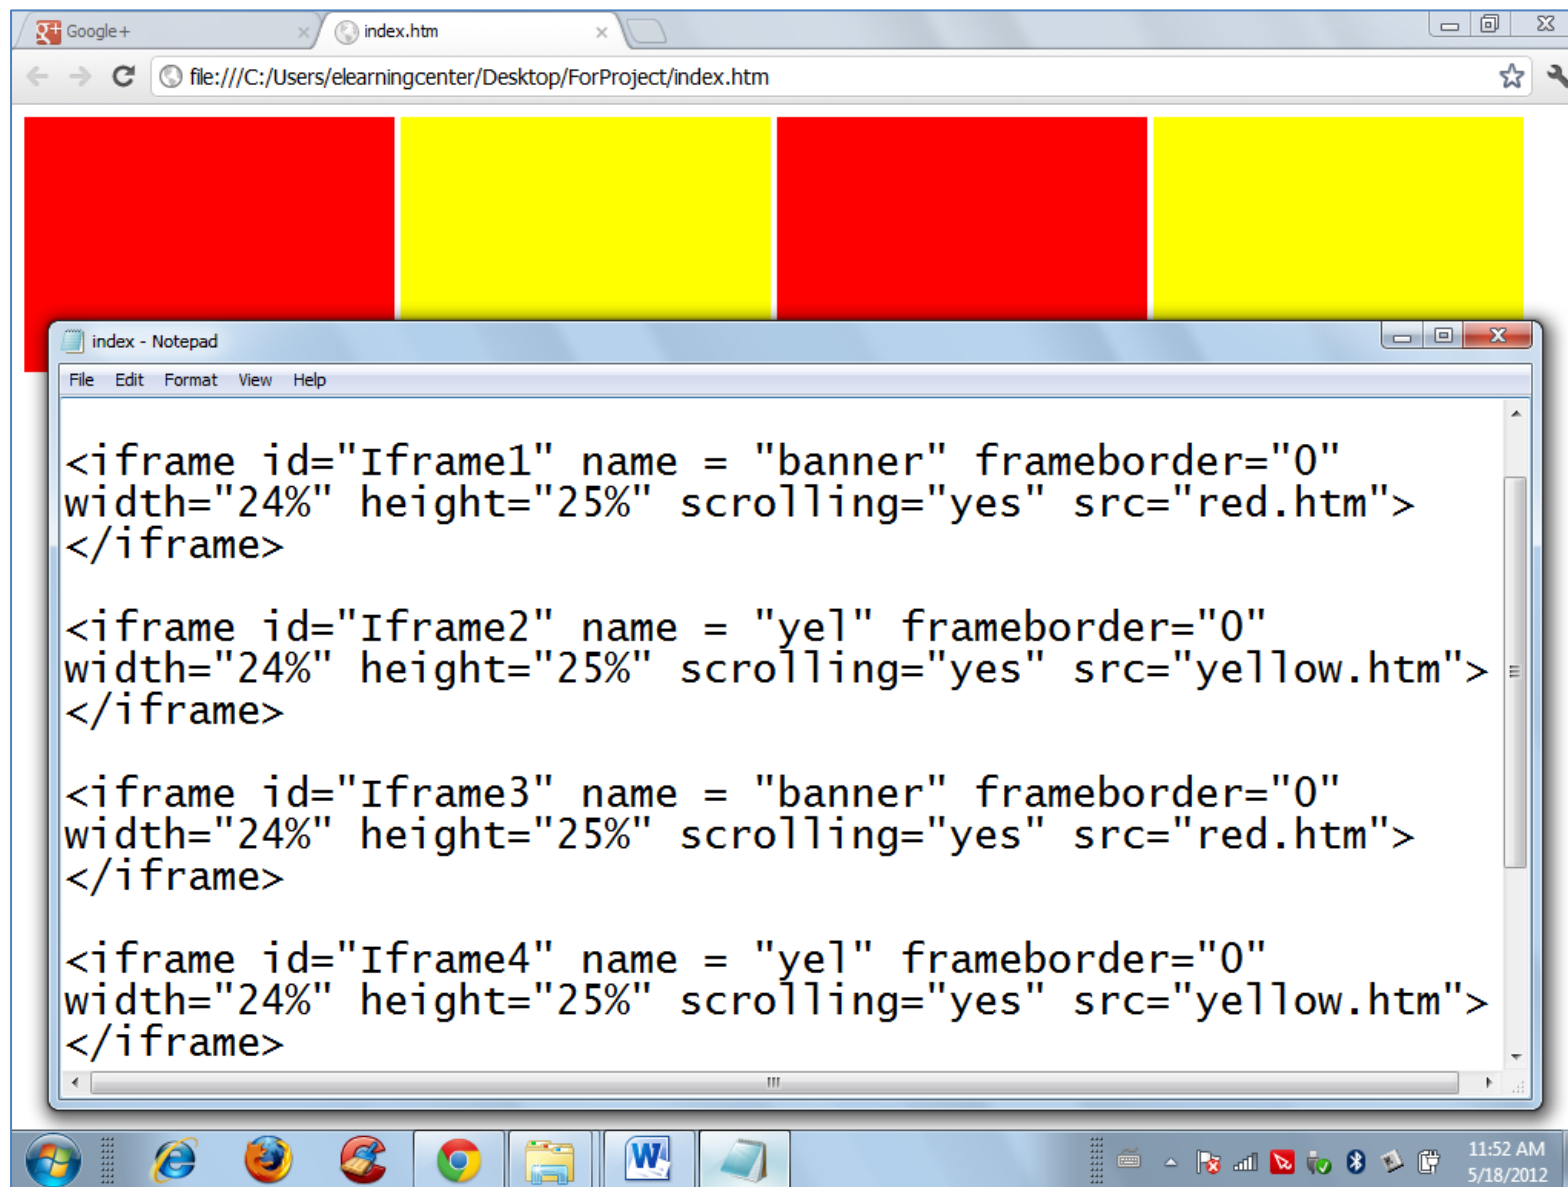 Google+
index.htm
file:///C:/Users/elearningcenter/Desktop/ForProject/index.htm
index - Notepad
File Edit Format View Help
<iframe id="Iframe1" name = "banner" frameborder="0"
width="24%" height="25%" scrolling="yes" src="red.htm">
</iframe>
<iframe id="Iframe2" name = "yel" frameborder="0"
width="24%" height="25%" scrolling="yes" src="yellow.htm">
</iframe>
<iframe id="Iframe3" name = "banner" frameborder="0"
width="24%" height="25%" scrolling="yes" src="red.htm">
</iframe>
<iframe id="Iframe4" name = "yel" frameborder="0"
width="24%" height="25%" scrolling="yes" src="yellow.htm">
</iframe>
11:52 AM
5/18/2012